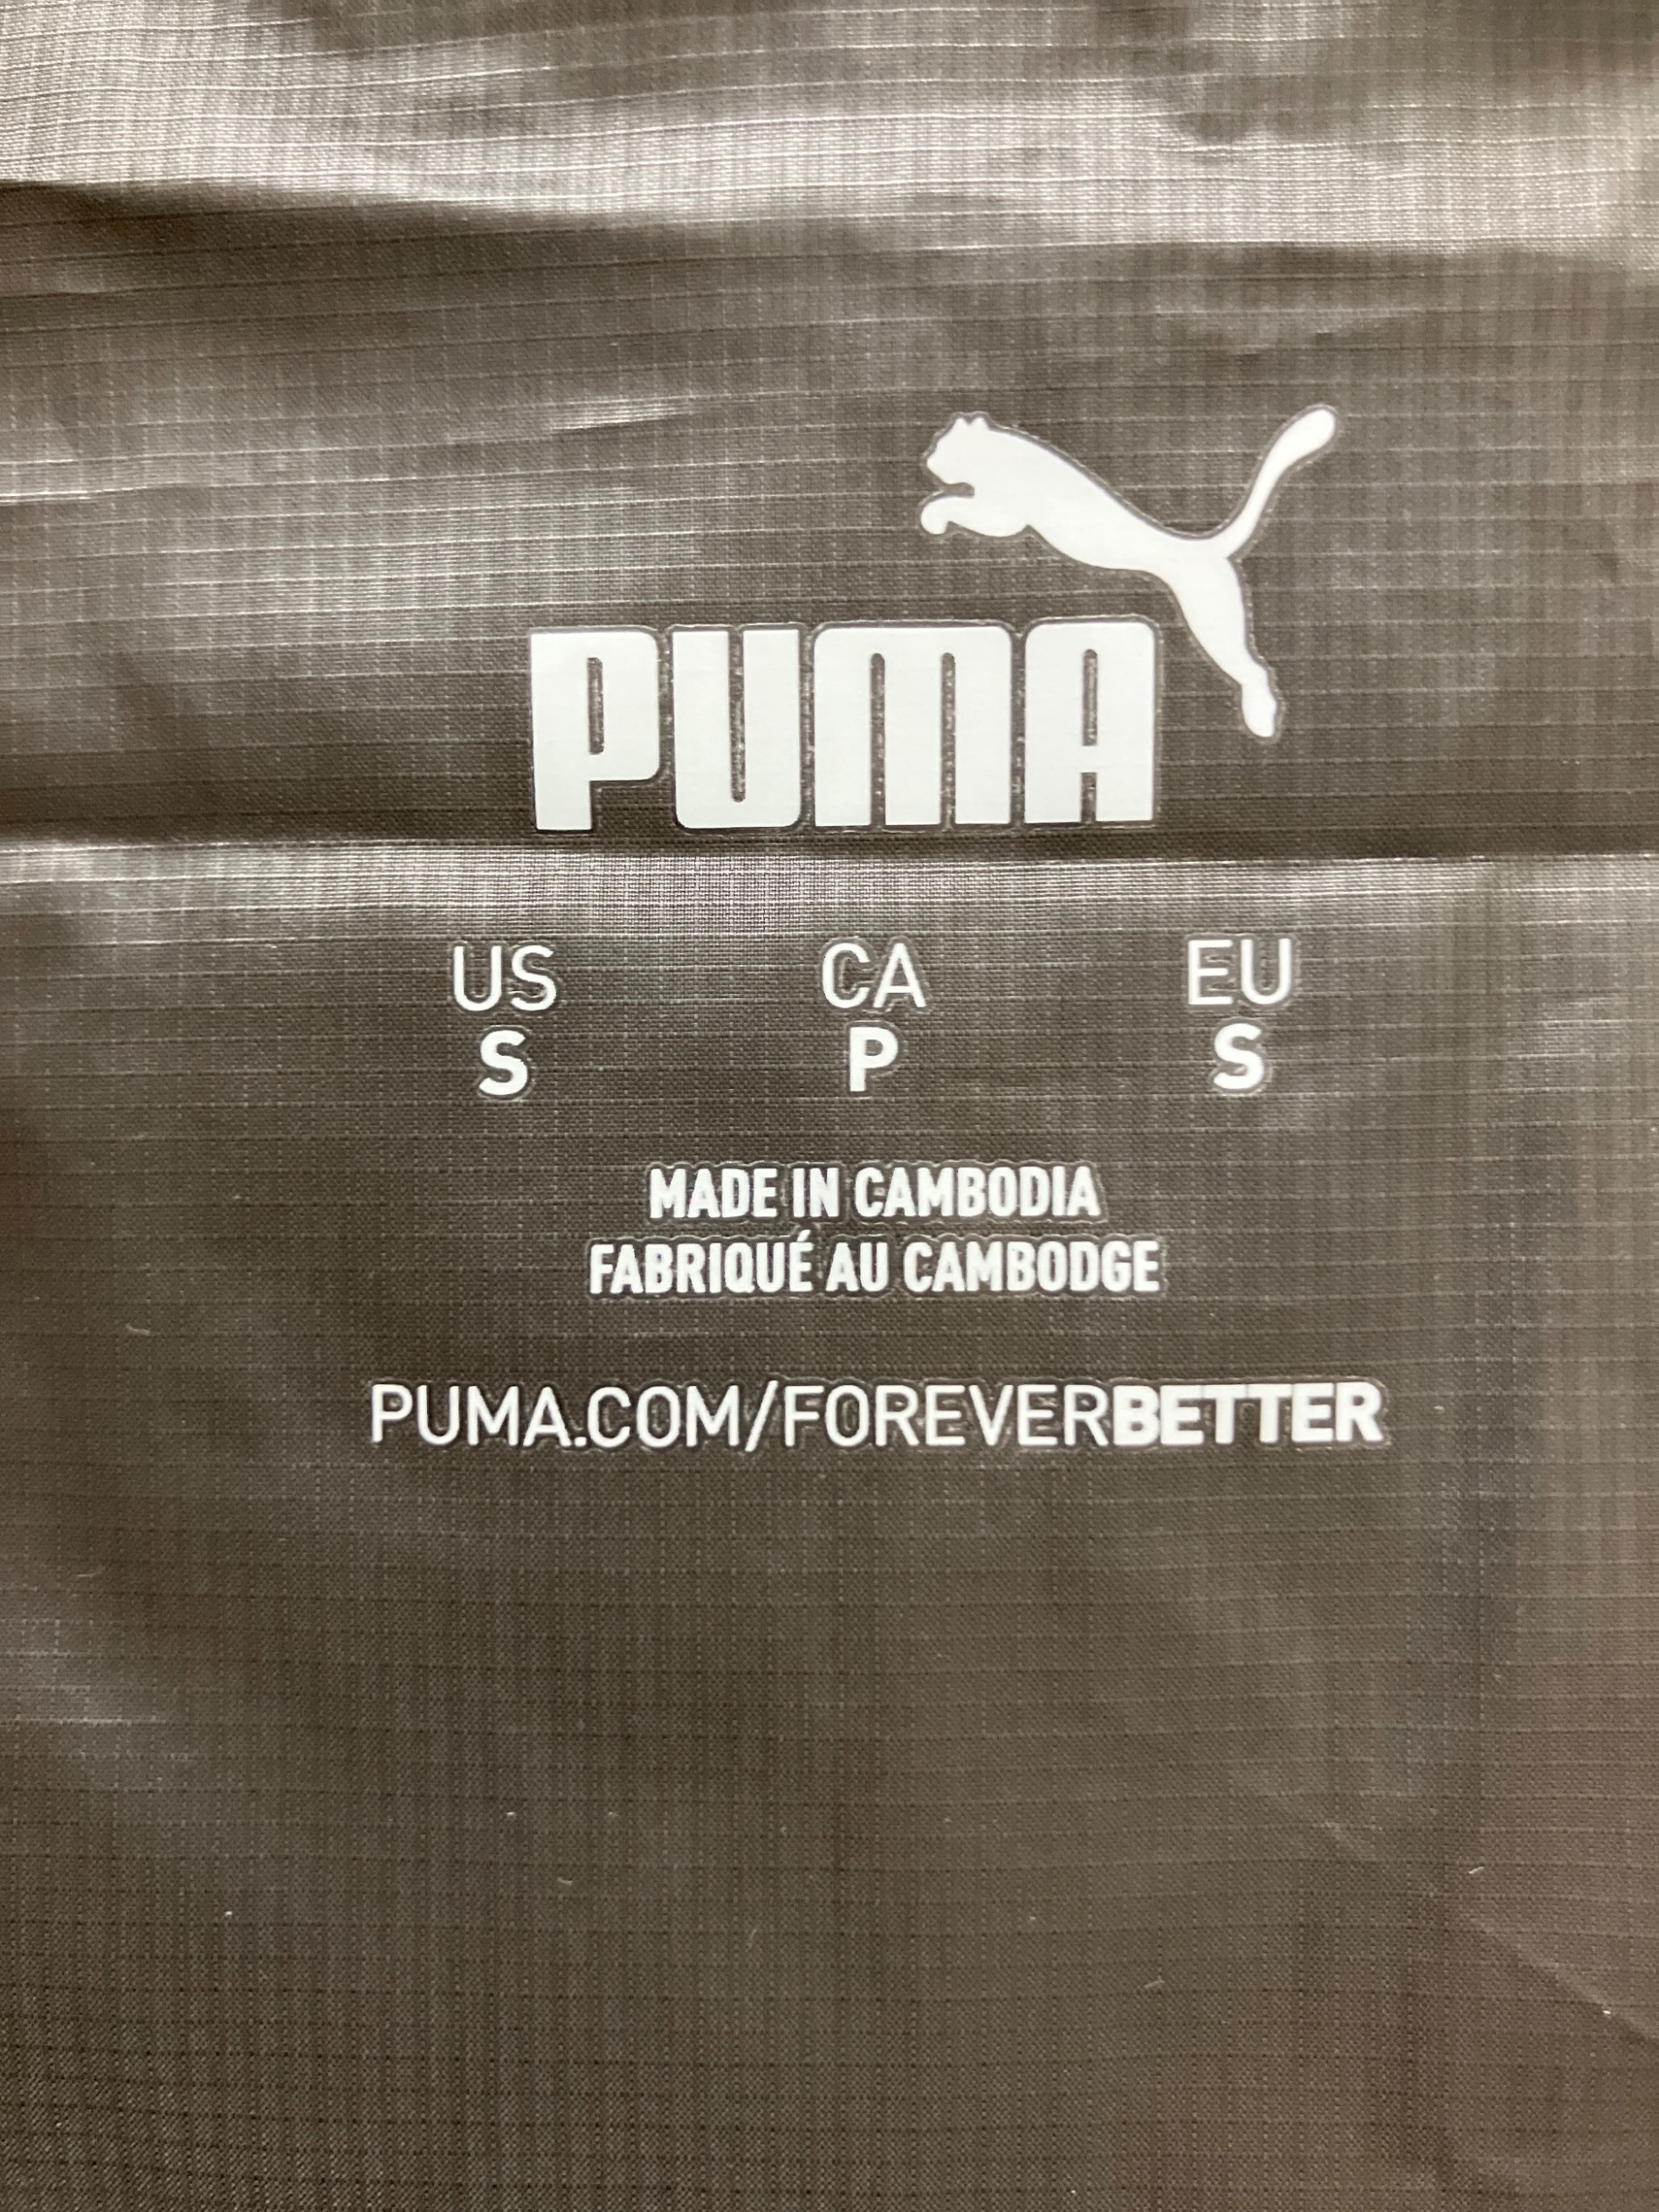 PUMA
US CA EU
S P S
MADE IN CAMBODIA
FABRIQUÉ AU CAMBODGE
PUMA.COM/FOREVERBETTER